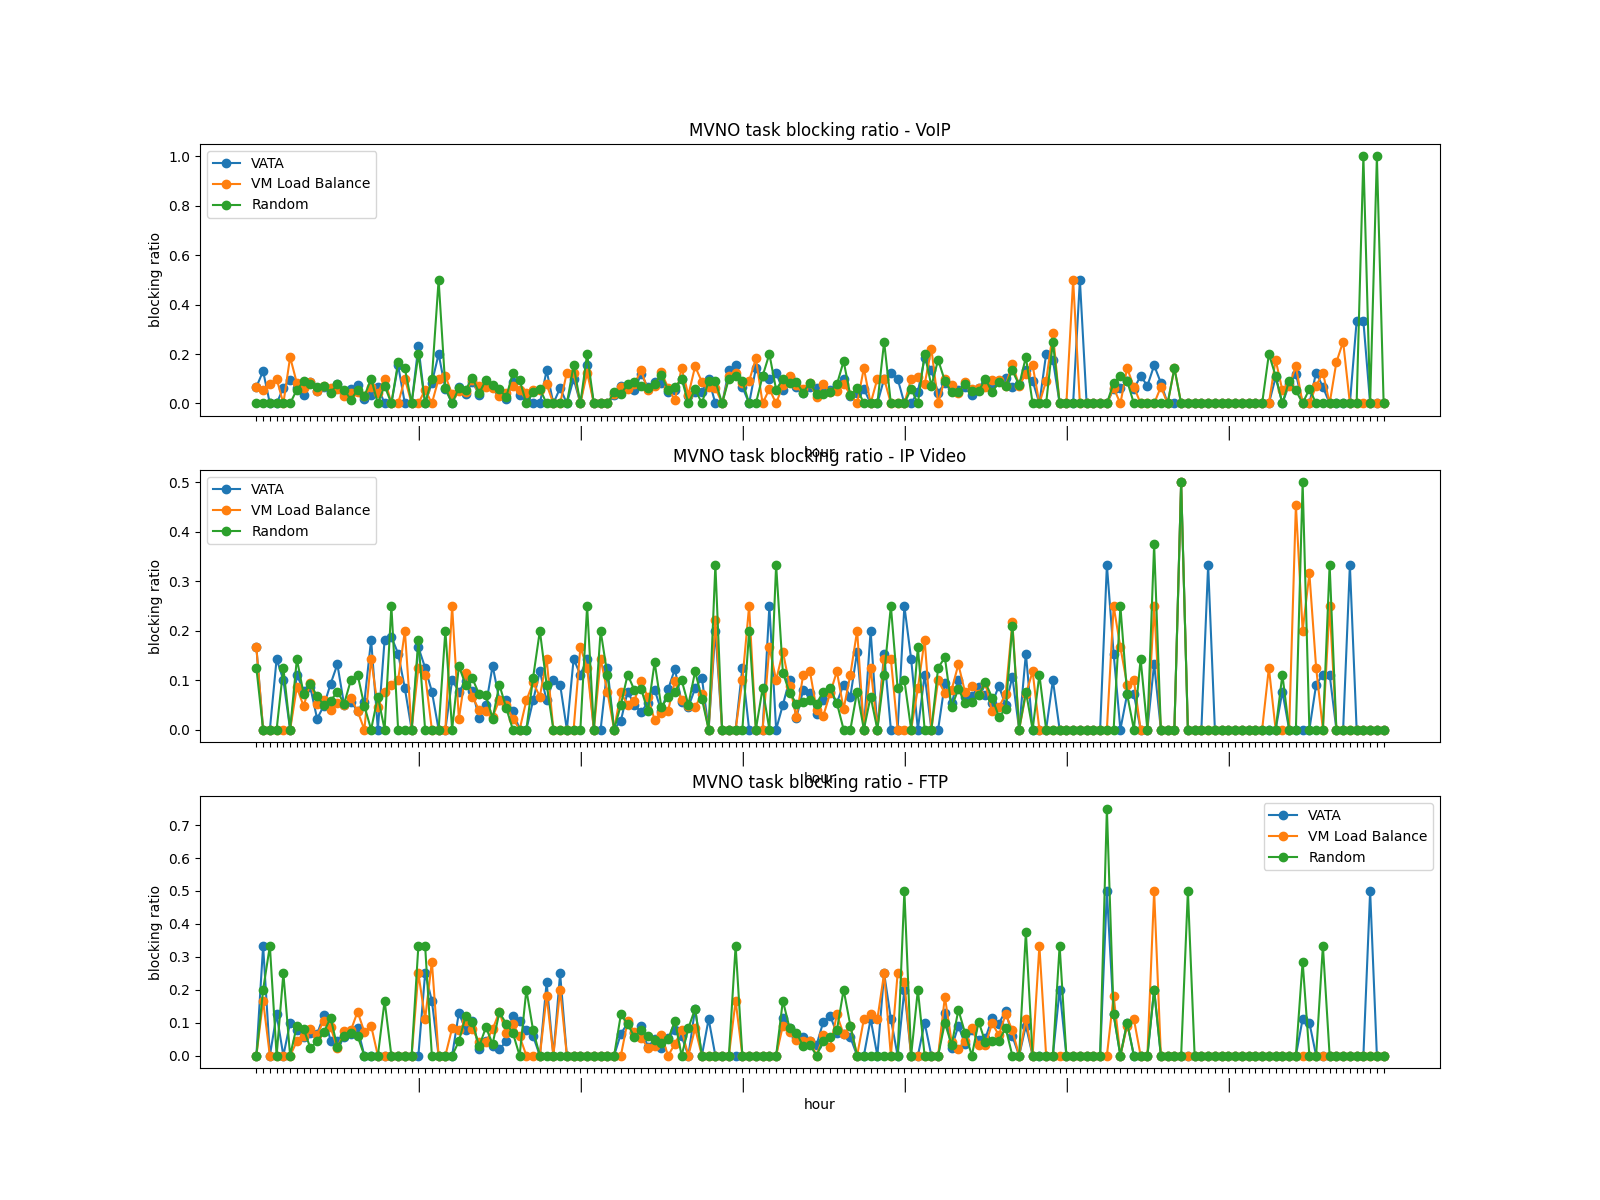 MVNO task blocking ratio - VoIP
VATA
VM Load Balance
Random
1.0
0.8
0.6
0.4
0.2
0.0
blocking ratio
hour
MVNO task blocking ratio - IP Video
VATA
VM Load Balance
Random
0.5
0.4
0.3
0.2
0.1
0.0
blocking ratio
hour
MVNO task blocking ratio - FTP
VATA
VM Load Balance
Random
0.7
0.6
0.5
0.4
0.3
0.2
0.1
0.0
blocking ratio
hour